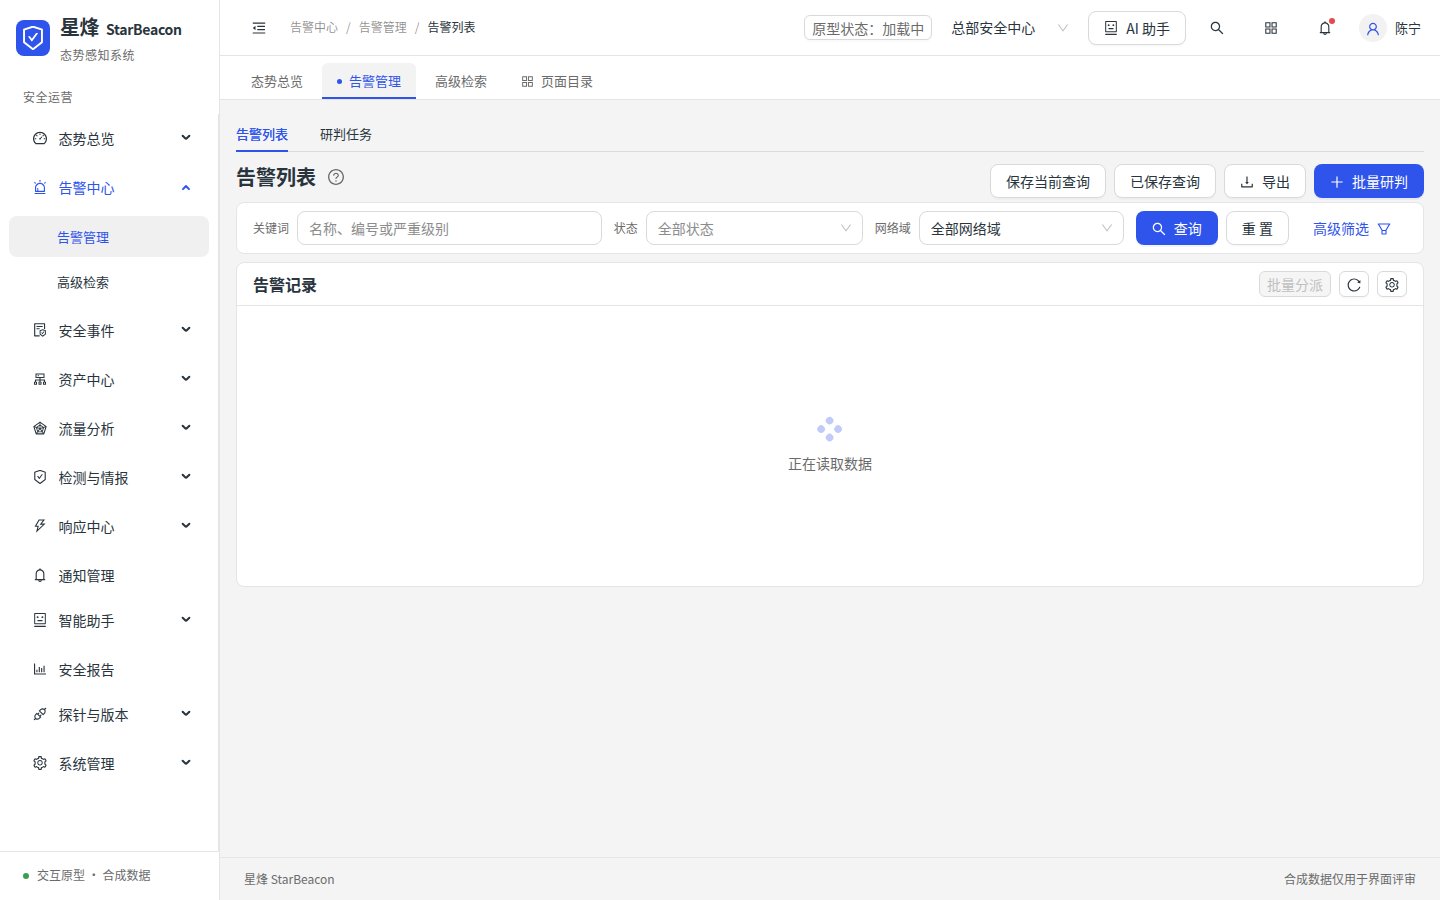 星烽 StarBeacon
态势感知系统
安全运营
态势总览
告警中心
告警管理
高级检索
安全事件
资产中心
流量分析
检测与情报
响应中心
通知管理
智能助手
安全报告
探针与版本
系统管理
交互原型 · 合成数据
告警中心 / 告警管理 / 告警列表
原型状态：加载中
总部安全中心
AI 助手
陈宁
态势总览
告警管理
高级检索
页面目录
告警列表
研判任务
告警列表
保存当前查询
已保存查询
导出
批量研判
关键词
名称、编号或严重级别
状态
全部状态
网络域
全部网络域
查询
重 置
高级筛选
告警记录
批量分派
正在读取数据
星烽 StarBeacon
合成数据仅用于界面评审